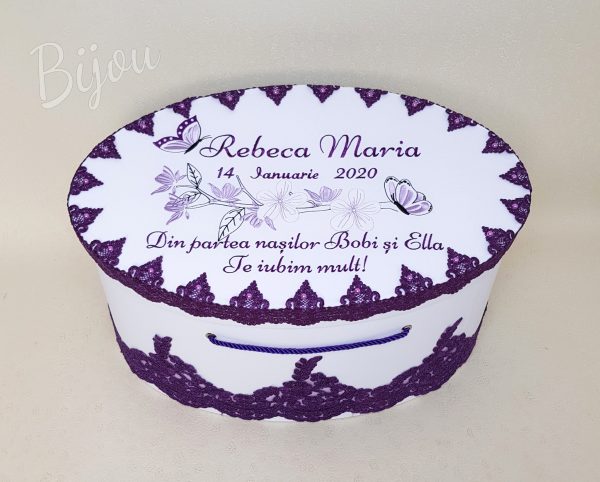 Bijou
Rebeca Maria
14 Ianuarie 2020
Din partea nașilor Bobi și Ella
Te iubim mult!